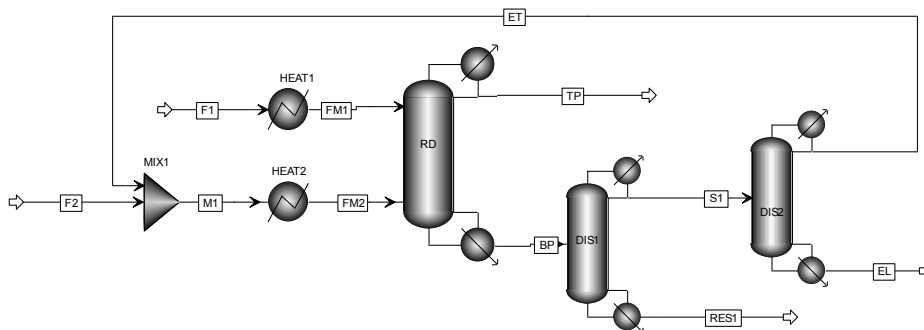 ET
HEAT1
F1
FM1
TP
RD
MIX1
HEAT2
F2
M1
FM2
DIS1
S1
DIS2
BP
EL
RES1